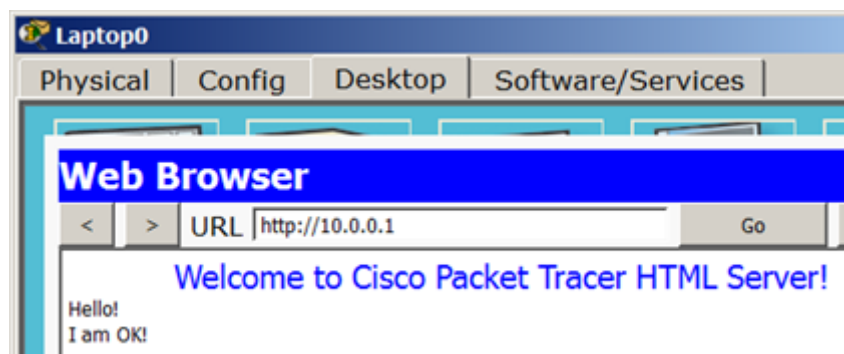 Laptop0
Physical Config Desktop Software/Services
Web Browser
< > URL http://10.0.0.1 Go
Welcome to Cisco Packet Tracer HTML Server!
Hello!
I am OK!